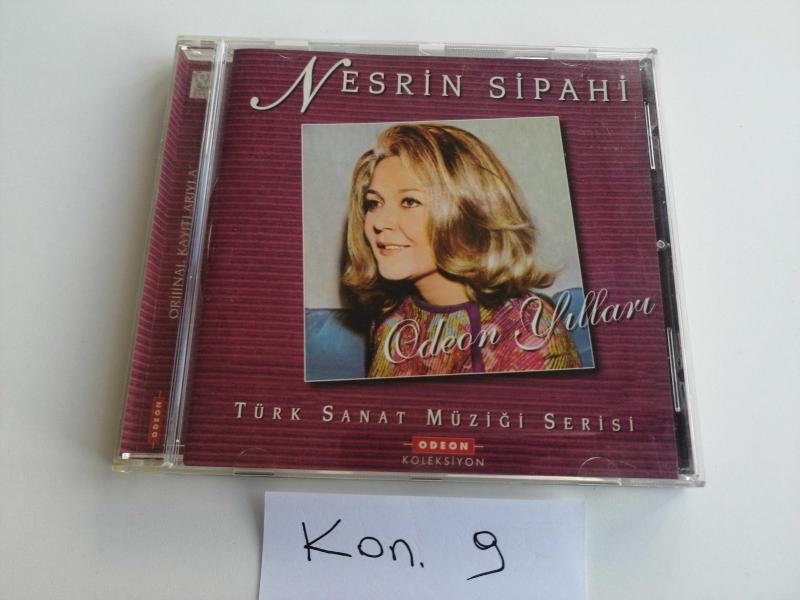 NESRİN SİPAHİ
Odeon Yılları
TÜRK SANAT MÜZİĞİ SERİSİ
ODEON
KOLEKSİYON
ORİJİNAL KAYITLARIYLA
ODEON
Kon. 9